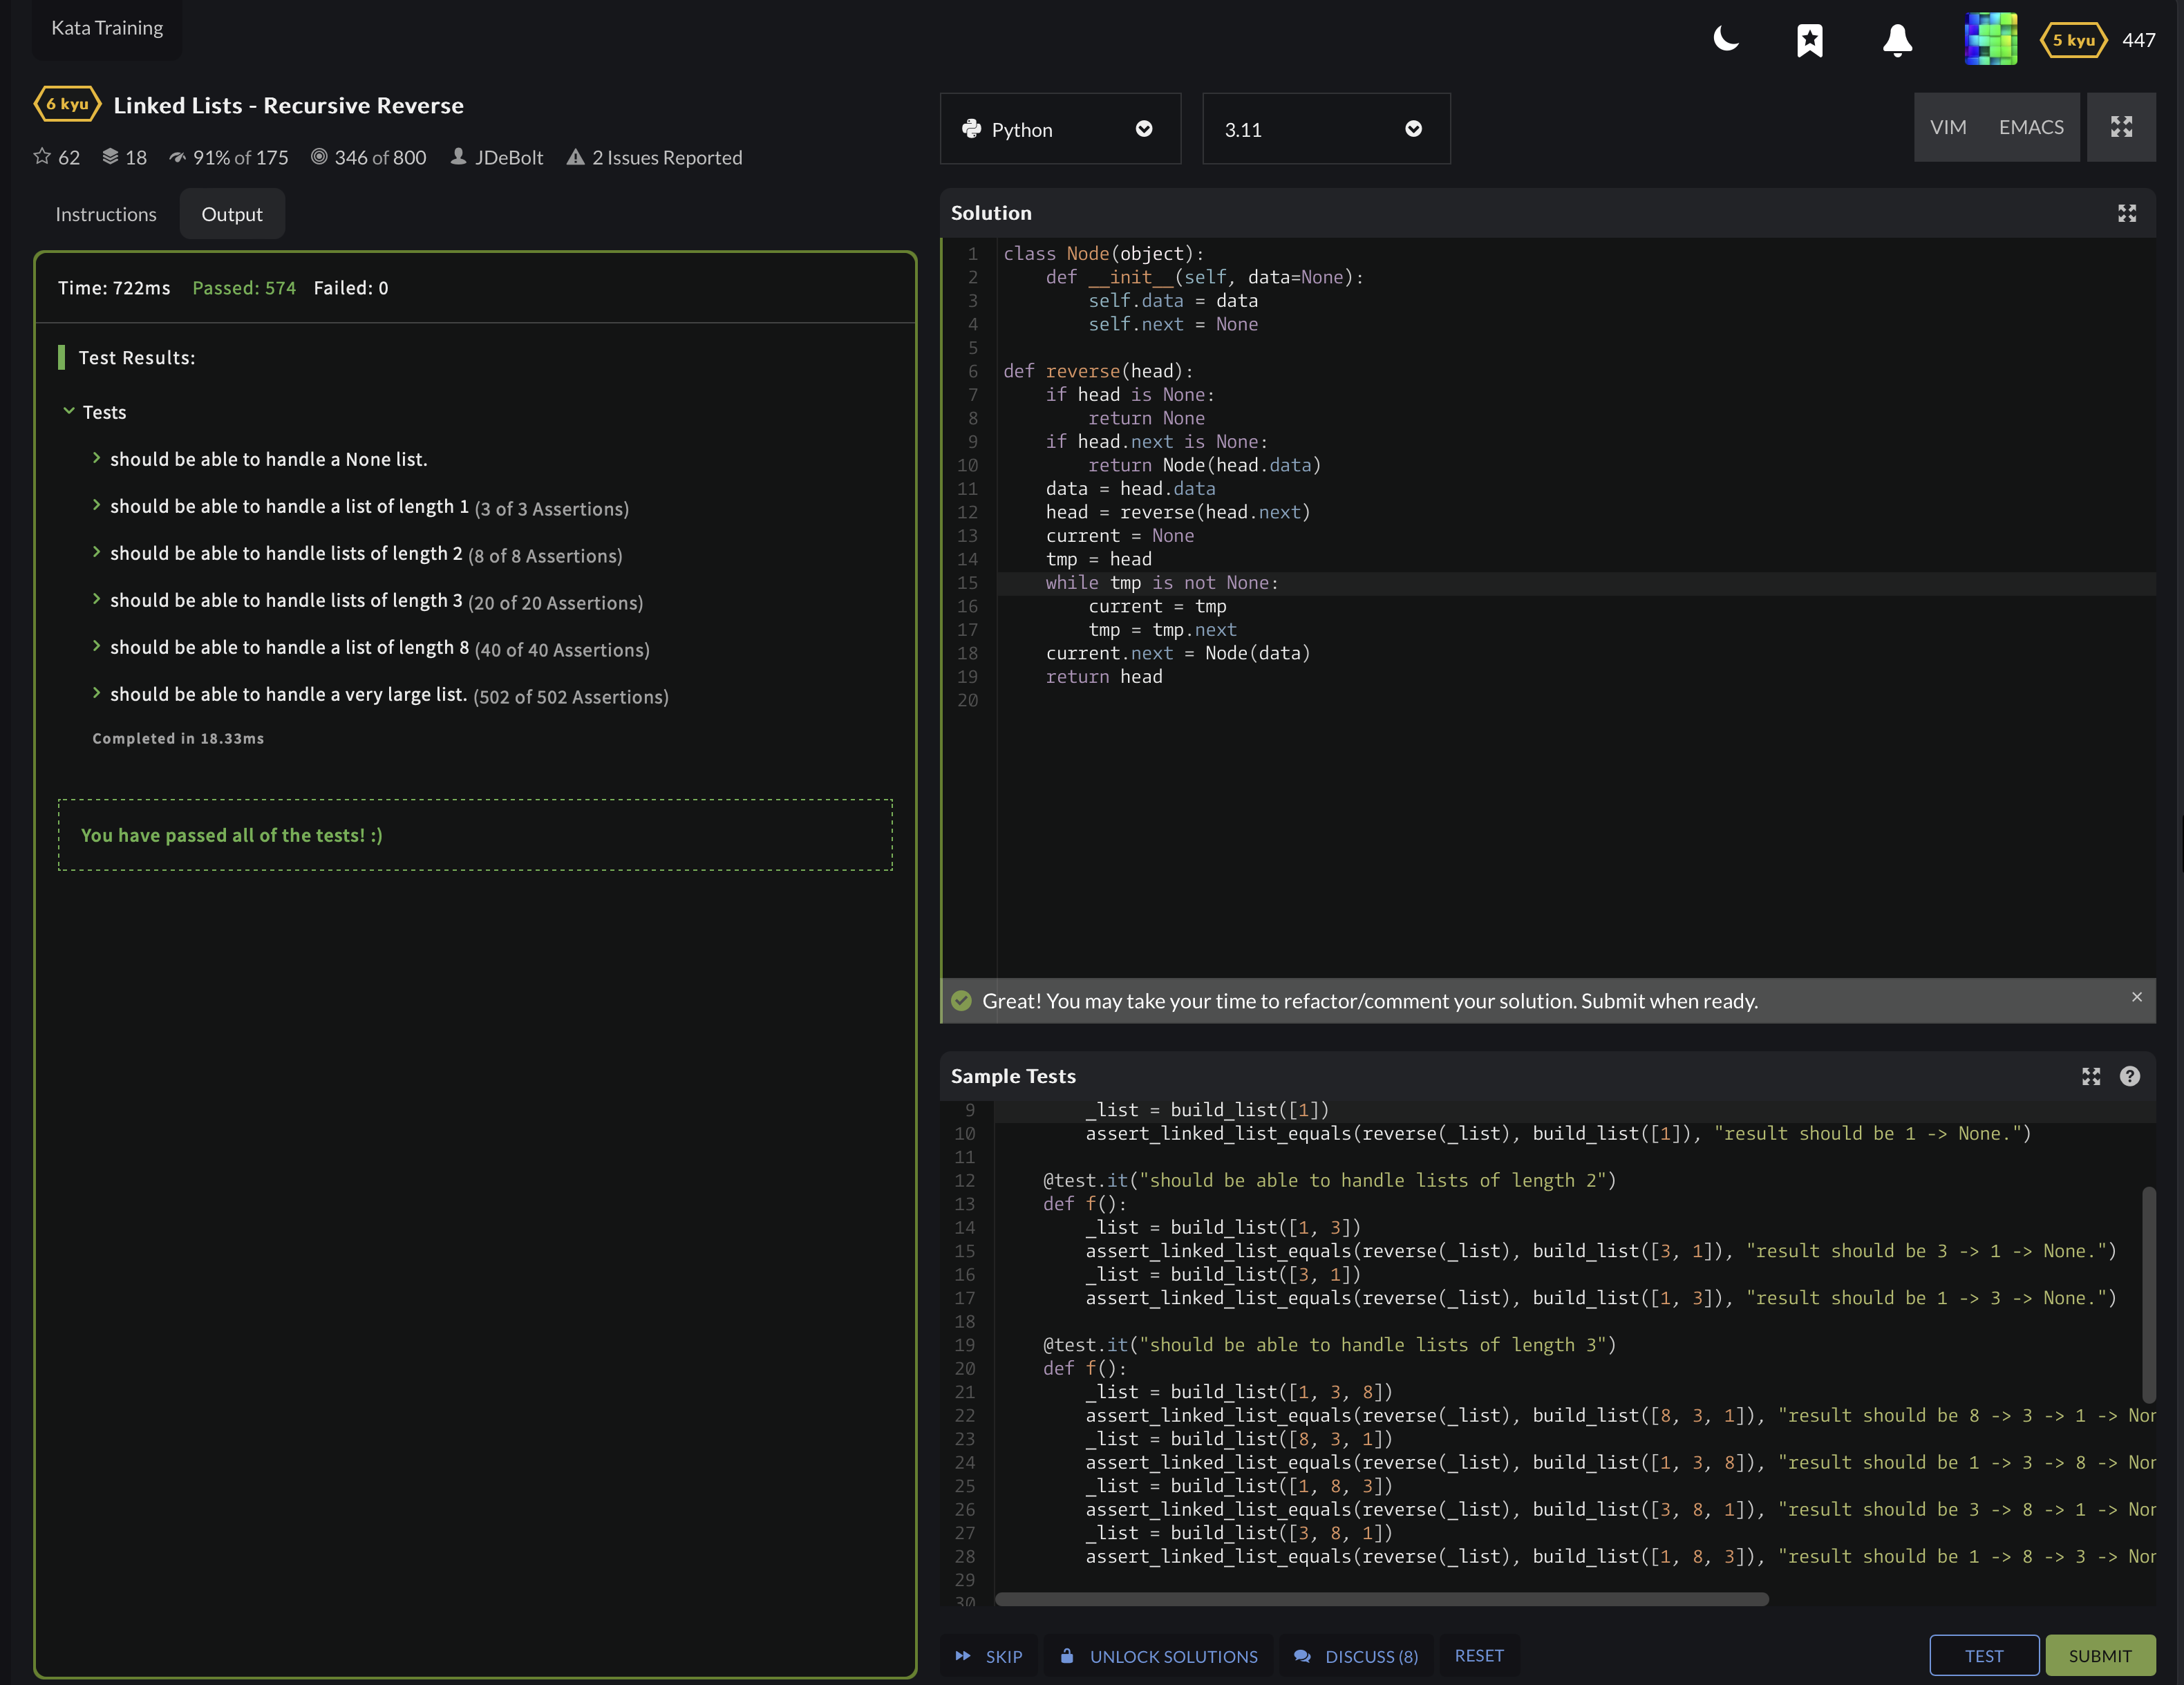 Kata Training
5 kyu 447
6 kyu Linked Lists - Recursive Reverse
62 18 91% of 175 346 of 800 JDeBolt 2 Issues Reported
Python 3.11 VIM EMACS
Instructions Output
Time: 722ms Passed: 574 Failed: 0
Test Results:
Tests
should be able to handle a None list.
should be able to handle a list of length 1 (3 of 3 Assertions)
should be able to handle lists of length 2 (8 of 8 Assertions)
should be able to handle lists of length 3 (20 of 20 Assertions)
should be able to handle a list of length 8 (40 of 40 Assertions)
should be able to handle a very large list. (502 of 502 Assertions)
Completed in 18.33ms
You have passed all of the tests! :)
Solution
1 class Node(object):
2     def __init__(self, data=None):
3         self.data = data
4         self.next = None
5
6 def reverse(head):
7     if head is None:
8         return None
9     if head.next is None:
10         return Node(head.data)
11     data = head.data
12     head = reverse(head.next)
13     current = None
14     tmp = head
15     while tmp is not None:
16         current = tmp
17         tmp = tmp.next
18     current.next = Node(data)
19     return head
20
Great! You may take your time to refactor/comment your solution. Submit when ready.
Sample Tests
9         _list = build_list([1])
10         assert_linked_list_equals(reverse(_list), build_list([1]), "result should be 1 -> None.")
11
12     @test.it("should be able to handle lists of length 2")
13     def f():
14         _list = build_list([1, 3])
15         assert_linked_list_equals(reverse(_list), build_list([3, 1]), "result should be 3 -> 1 -> None.")
16         _list = build_list([3, 1])
17         assert_linked_list_equals(reverse(_list), build_list([1, 3]), "result should be 1 -> 3 -> None.")
18
19     @test.it("should be able to handle lists of length 3")
20     def f():
21         _list = build_list([1, 3, 8])
22         assert_linked_list_equals(reverse(_list), build_list([8, 3, 1]), "result should be 8 -> 3 -> 1 -> Non
23         _list = build_list([8, 3, 1])
24         assert_linked_list_equals(reverse(_list), build_list([1, 3, 8]), "result should be 1 -> 3 -> 8 -> Non
25         _list = build_list([1, 8, 3])
26         assert_linked_list_equals(reverse(_list), build_list([3, 8, 1]), "result should be 3 -> 8 -> 1 -> Non
27         _list = build_list([3, 8, 1])
28         assert_linked_list_equals(reverse(_list), build_list([1, 8, 3]), "result should be 1 -> 8 -> 3 -> Non
29
30
SKIP UNLOCK SOLUTIONS DISCUSS (8) RESET TEST SUBMIT